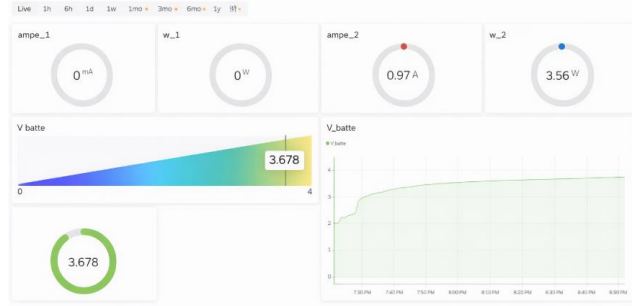 Live 1h 6h 1d 1w 1mo 3mo 6mo 1y
ampe_1
0 mA
w_1
0 W
ampe_2
0.97 A
w_2
3.56 W
V batte
3.678
0 4
3.678
V_batte
V batte
4
3
2
1
0
7:30 PM 7:40 PM 7:50 PM 8:00 PM 8:10 PM 8:20 PM 8:30 PM 8:40 PM 8:50 PM